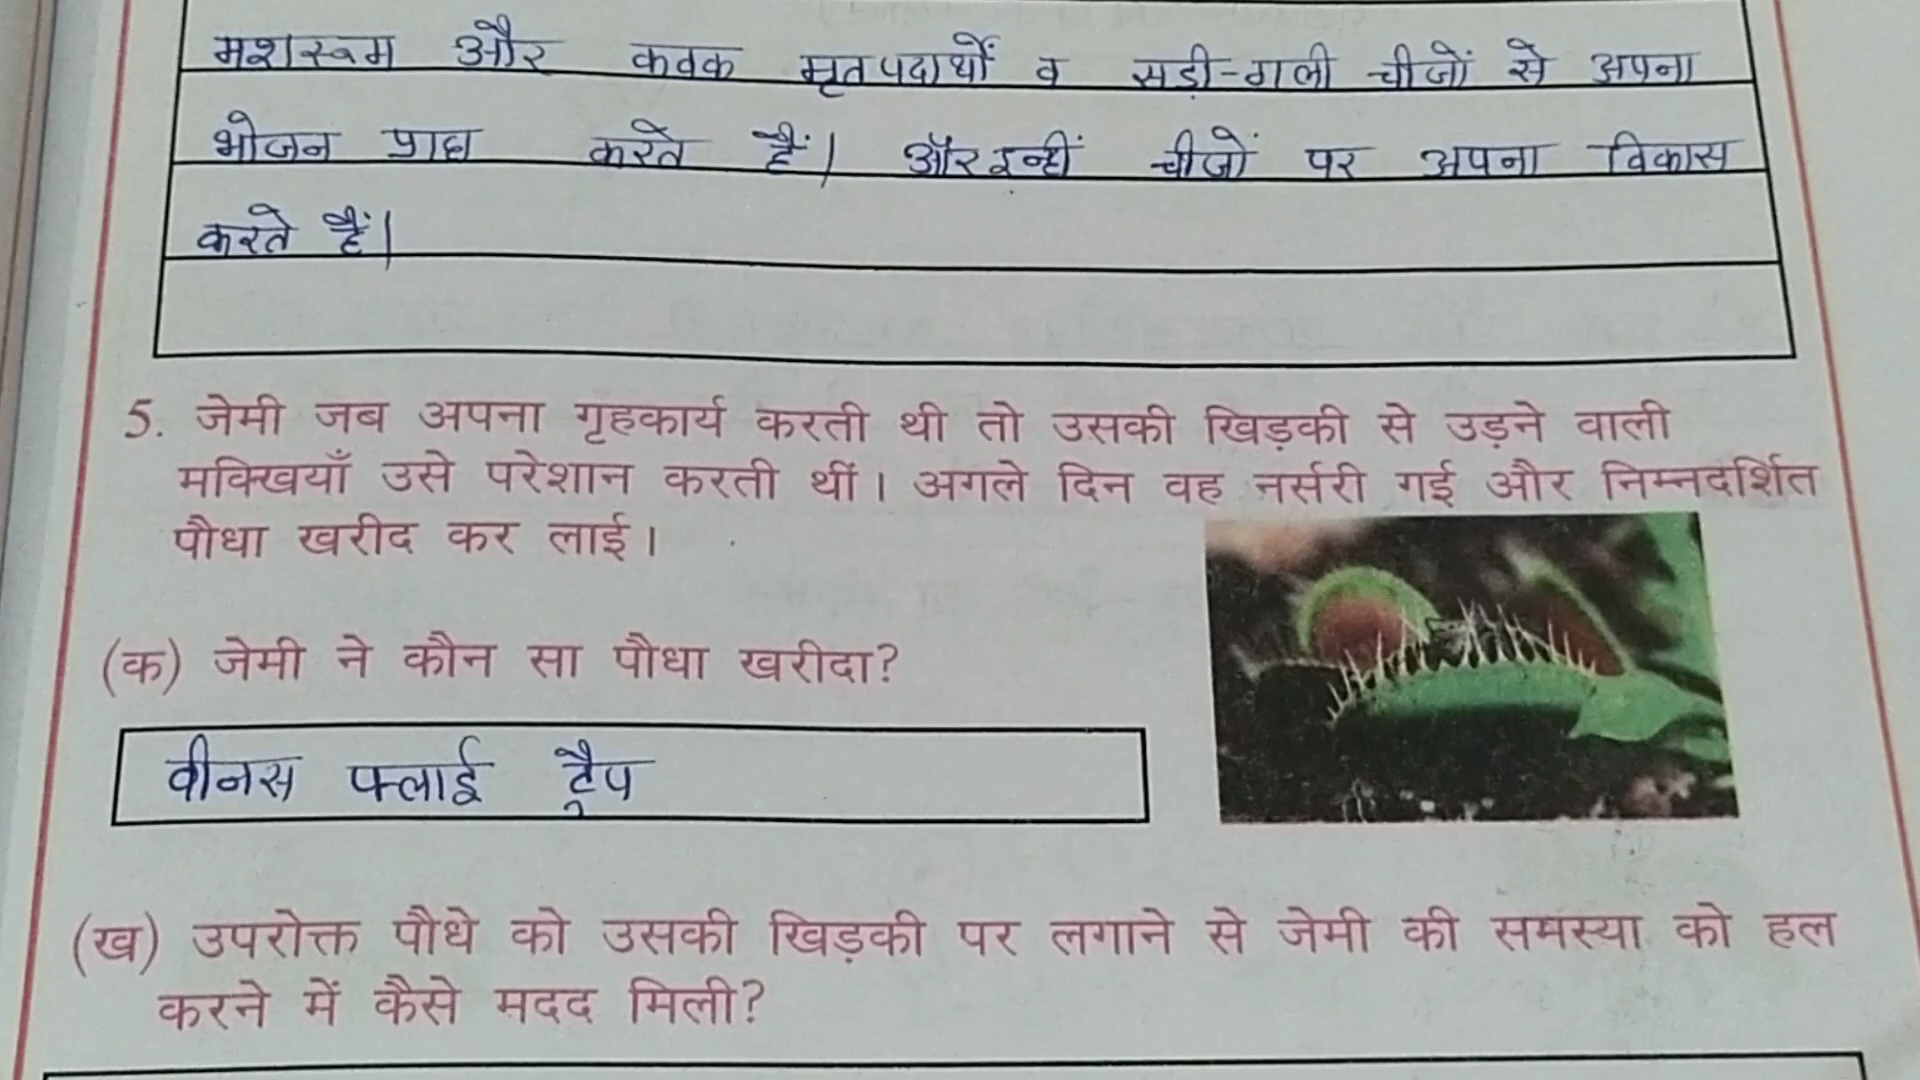 मशरूम और कवक मृतपदार्थों व सड़ी-गली चीजों से अपना
भोजन प्राप्त करते हैं। और इन्हीं चीजों पर अपना विकास
करते हैं।
5. जेमी जब अपना गृहकार्य करती थी तो उसकी खिड़की से उड़ने वाली
मक्खियाँ उसे परेशान करती थीं। अगले दिन वह नर्सरी गई और निम्नदर्शित
पौधा खरीद कर लाई।
(क) जेमी ने कौन सा पौधा खरीदा?
वीनस फ्लाई ट्रैप
(ख) उपरोक्त पौधे को उसकी खिड़की पर लगाने से जेमी की समस्या को हल
करने में कैसे मदद मिली?